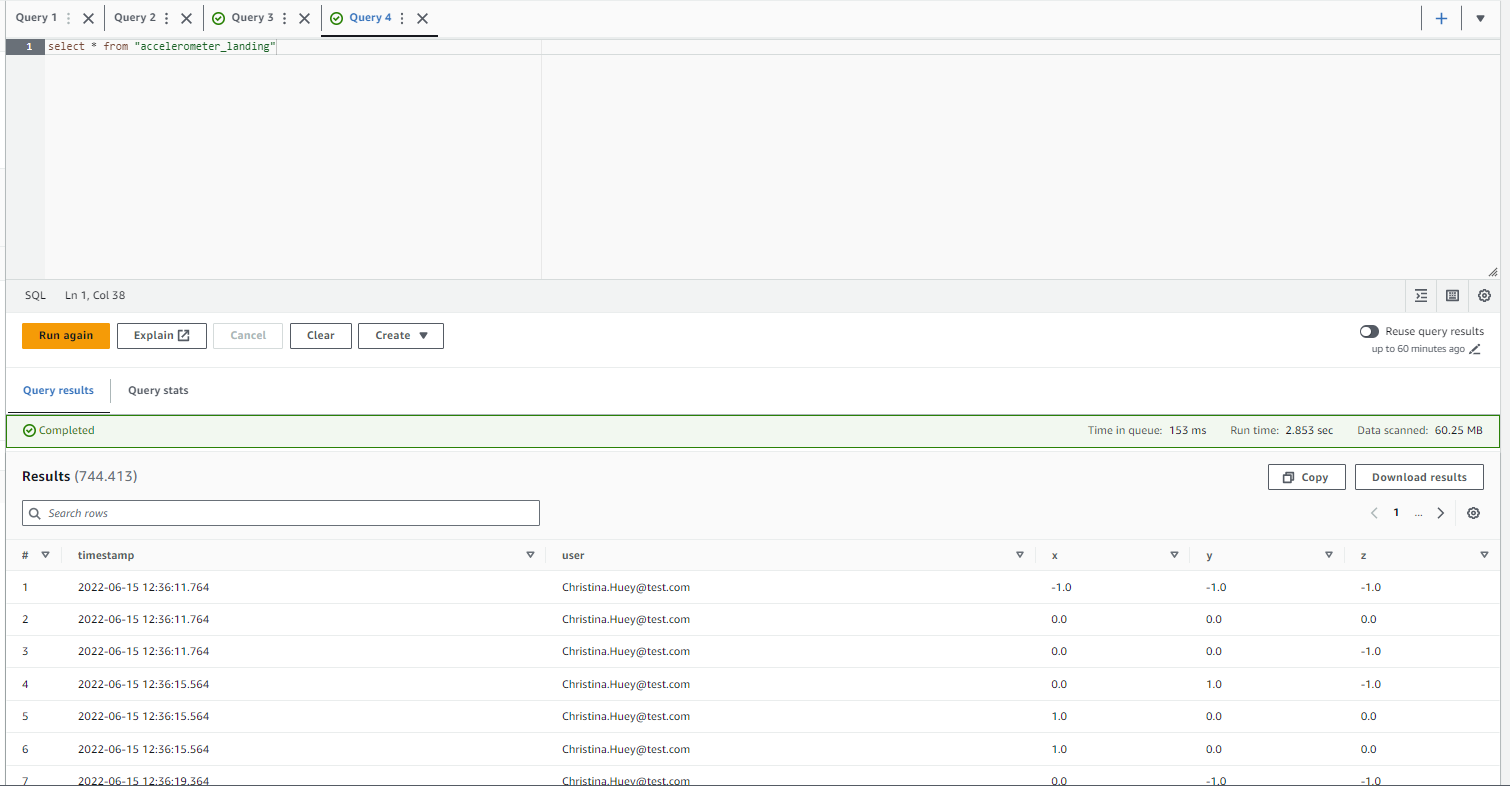 Query 1 Query 2 Query 3 Query 4
1 select * from "accelerometer_landing"
SQL Ln 1, Col 38
Run again Explain Cancel Clear Create Reuse query results
up to 60 minutes ago
Query results Query stats
Completed Time in queue: 153 ms Run time: 2.853 sec Data scanned: 60.25 MB
Results (744.413) Copy Download results
Search rows 1 ...
# timestamp user x y z
1 2022-06-15 12:36:11.764 Christina.Huey@test.com -1.0 -1.0 -1.0
2 2022-06-15 12:36:11.764 Christina.Huey@test.com 0.0 0.0 0.0
3 2022-06-15 12:36:11.764 Christina.Huey@test.com 0.0 0.0 -1.0
4 2022-06-15 12:36:15.564 Christina.Huey@test.com 0.0 1.0 -1.0
5 2022-06-15 12:36:15.564 Christina.Huey@test.com 1.0 0.0 0.0
6 2022-06-15 12:36:15.564 Christina.Huey@test.com 1.0 0.0 0.0
7 2022-06-15 12:36:19.364 Christina.Huey@test.com 0.0 -1.0 -1.0